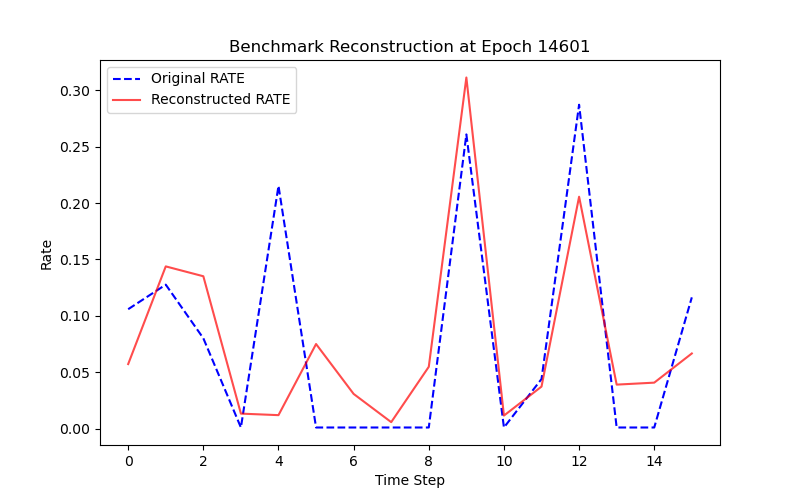 Benchmark Reconstruction at Epoch 14601
Original RATE
Reconstructed RATE
Rate
0.30
0.25
0.20
0.15
0.10
0.05
0.00
0 2 4 6 8 10 12 14
Time Step